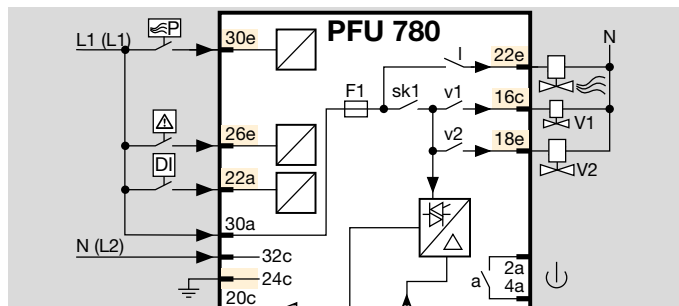 PFU 780
P
L1 (L1)
30e
I
22e
N
F1
sk1
v1
16c
V1
26e
v2
18e
DI
22a
V2
30a
N (L2)
32c
24c
a
2a
4a
20c